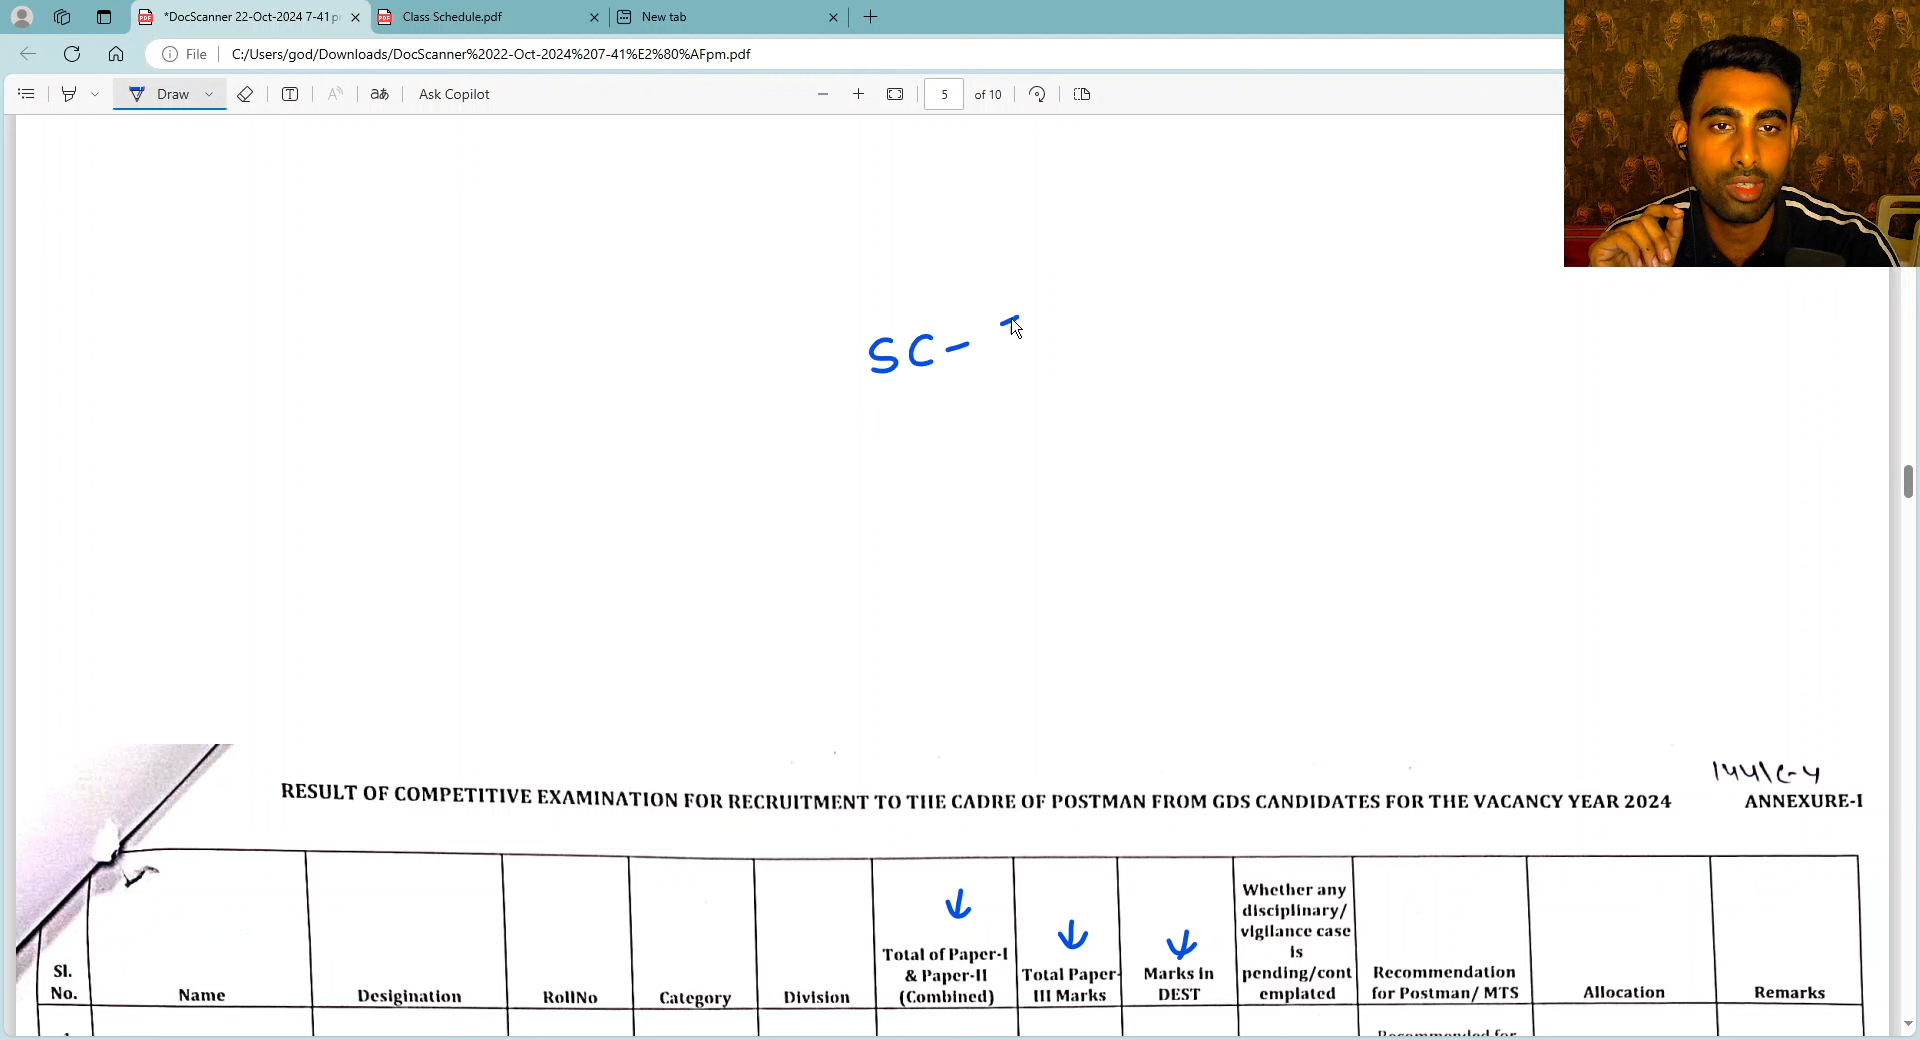 *DocScanner 22-Oct-2024 7-41 p
Class Schedule.pdf
New tab
File
C:/Users/god/Downloads/DocScanner%2022-Oct-2024%207-41%E2%80%AFpm.pdf
Draw
aあ
Ask Copilot
5
of 10
SC-
RESULT OF COMPETITIVE EXAMINATION FOR RECRUITMENT TO THE CADRE OF POSTMAN FROM GDS CANDIDATES FOR THE VACANCY YEAR 2024
ANNEXURE-I
Sl. No.
Name
Designation
RollNo
Category
Division
Total of Paper-I
& Paper-II
(Combined)
Total Paper-
III Marks
Marks in
DEST
Whether any
disciplinary/
vigilance case
is
pending/cont
emplated
Recommendation
for Postman/ MTS
Allocation
Remarks